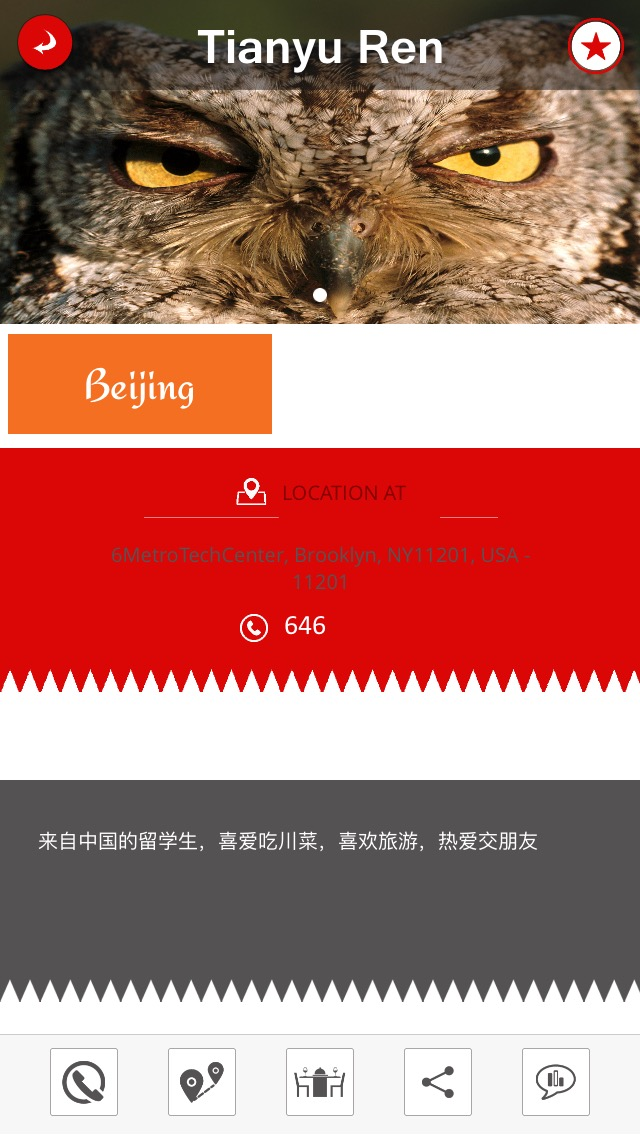 Tianyu Ren
Beijing
LOCATION AT
6MetroTechCenter, Brooklyn, NY11201, USA -
11201
646
来自中国的留学生，喜爱吃川菜，喜欢旅游，热爱交朋友